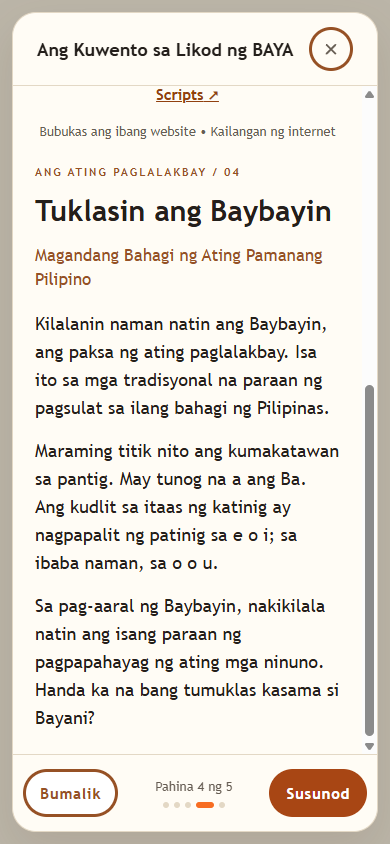 Ang Kuwento sa Likod ng BAYA
Scripts ↗
Bubukas ang ibang website • Kailangan ng internet
ANG ATING PAGLALAKBAY / 04
Tuklasin ang Baybayin
Magandang Bahagi ng Ating Pamanang
Pilipino
Kilalanin naman natin ang Baybayin,
ang paksa ng ating paglalakbay. Isa
ito sa mga tradisyonal na paraan ng
pagsulat sa ilang bahagi ng Pilipinas.
Maraming titik nito ang kumakatawan
sa pantig. May tunog na a ang Ba.
Ang kudlit sa itaas ng katinig ay
nagpapalit ng patinig sa e o i; sa
ibaba naman, sa o o u.
Sa pag-aaral ng Baybayin, nakikilala
natin ang isang paraan ng
pagpapahayag ng ating mga ninuno.
Handa ka na bang tumuklas kasama si
Bayani?
Bumalik
Pahina 4 ng 5
Susunod